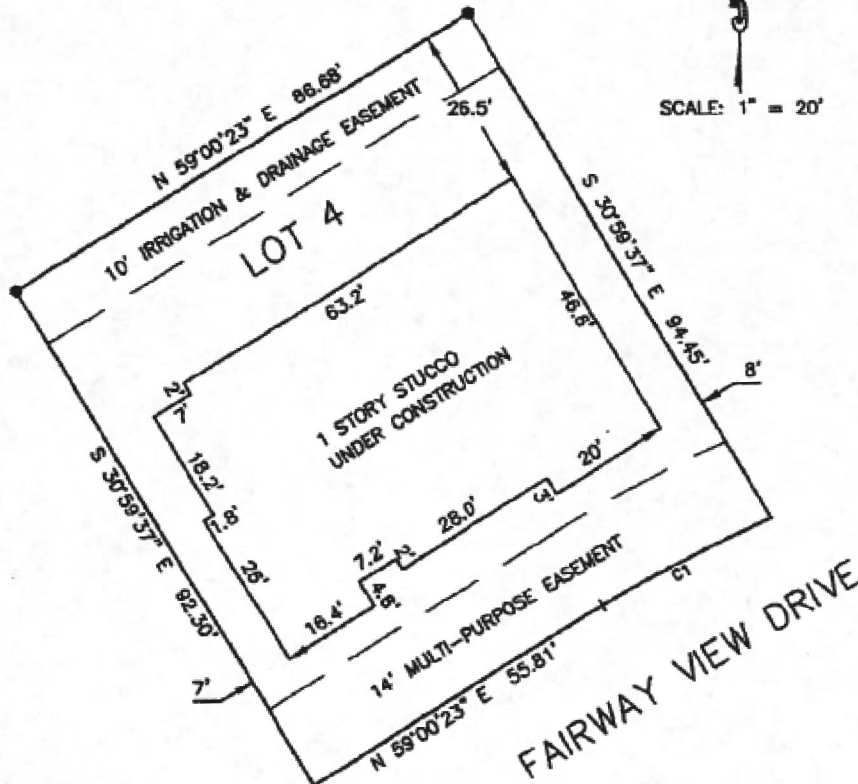 SCALE: 1" = 20'
N 59°00'23" E 86.68'
10' IRRIGATION & DRAINAGE EASEMENT
26.5'
LOT 4
63.2'
S 30°59'37" E 94.45'
46.6'
8'
1 STORY STUCCO
UNDER CONSTRUCTION
2'
7'
18.2'
1.8'
S 30°59'37" E 92.30'
26'
20'
3'
28.0'
7.2'
2'
4.6'
16.4'
14' MULTI-PURPOSE EASEMENT
7'
N 59°00'23" E 55.81'
C1
FAIRWAY VIEW DRIVE